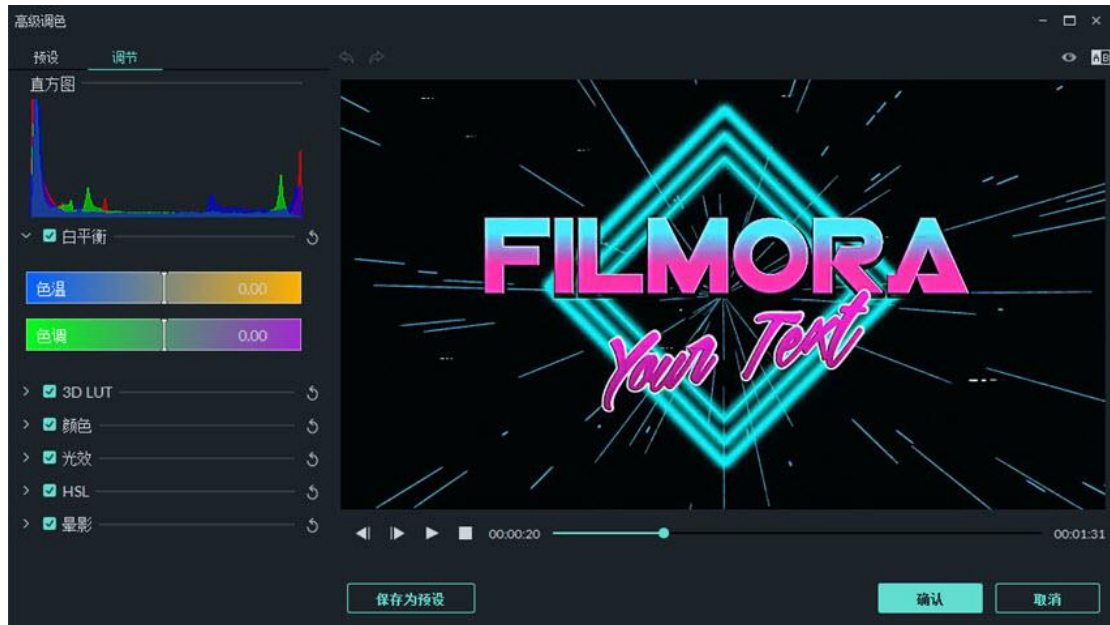 高级调色
预设 调节
直方图
白平衡
色温 0.00
色调 0.00
3D LUT
颜色
光效
HSL
晕影
AB
FILMORA
Your Text
00:00:20 00:01:31
保存为预设 确认 取消